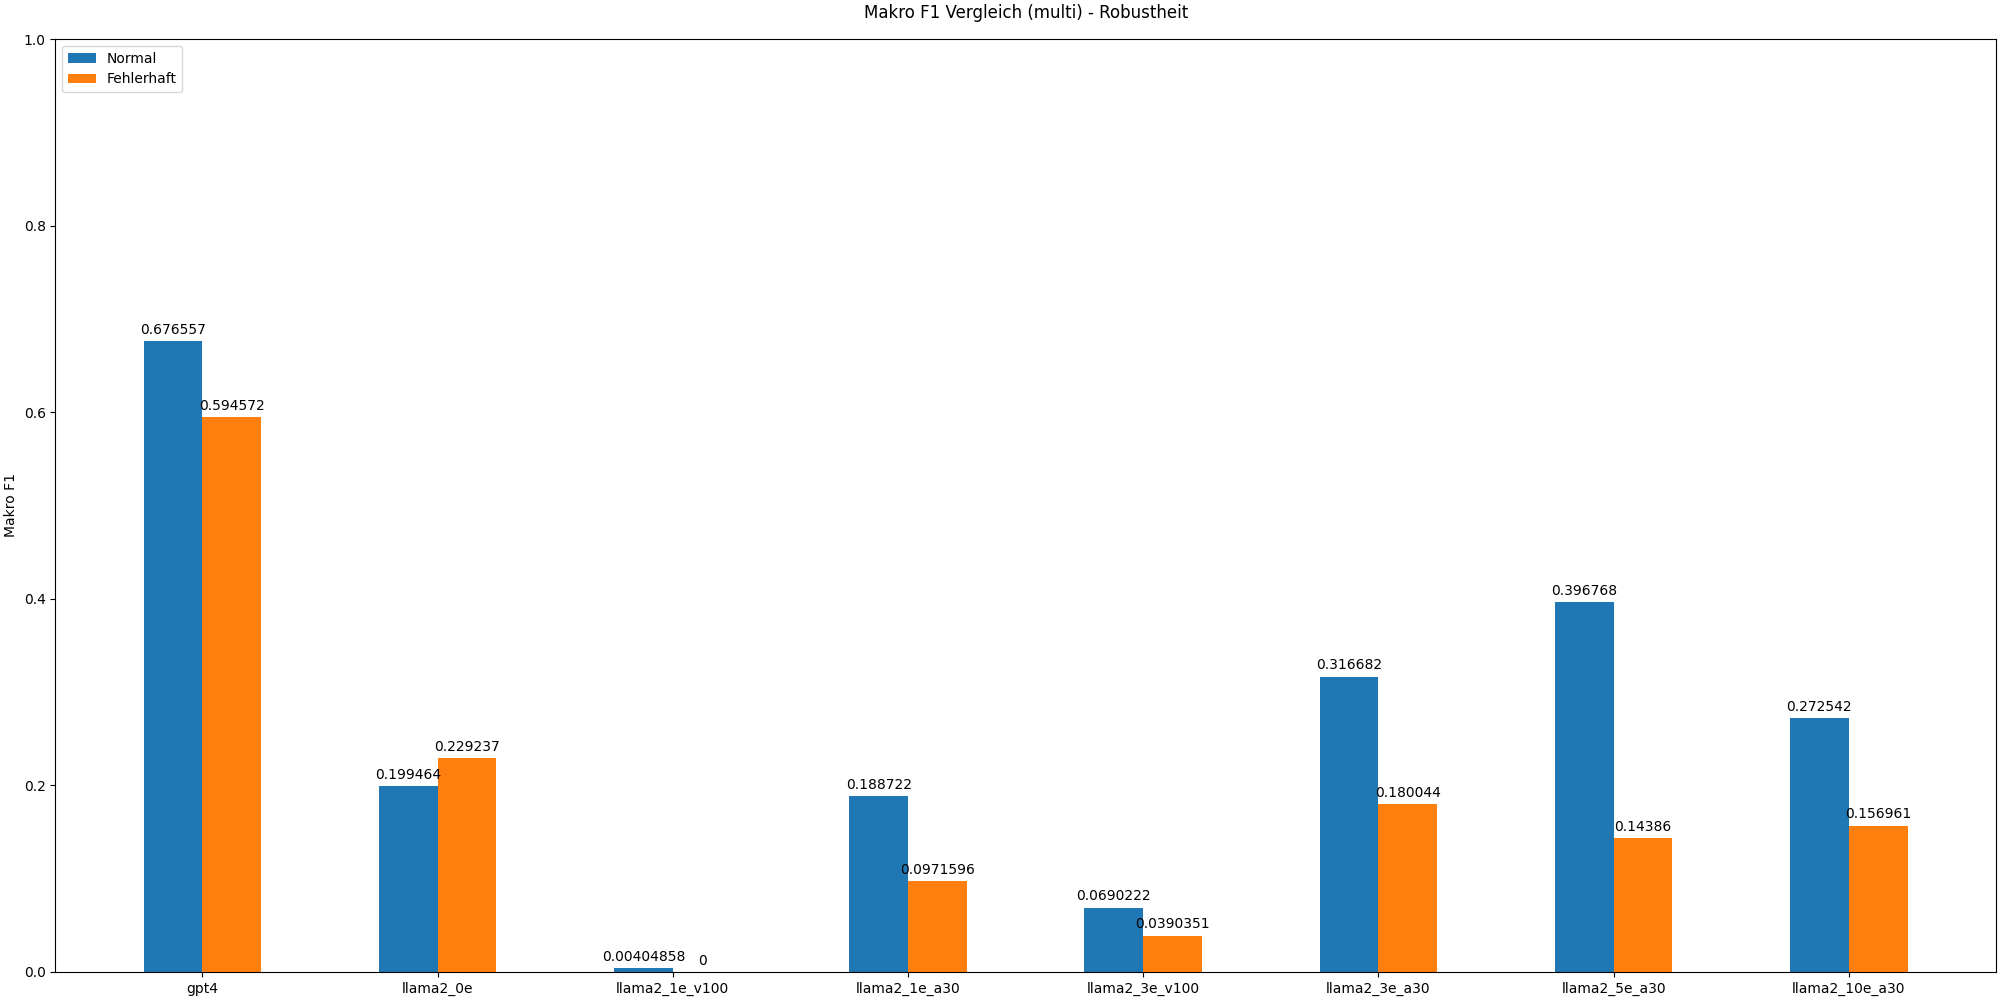 Makro F1 Vergleich (multi) - Robustheit
Normal
Fehlerhaft
Makro F1
1.0
0.8
0.6
0.4
0.2
0.0
0.676557
0.594572
0.199464
0.229237
0.00404858
0
0.188722
0.0971596
0.0690222
0.0390351
0.316682
0.180044
0.396768
0.14386
0.272542
0.156961
gpt4
llama2_0e
llama2_1e_v100
llama2_1e_a30
llama2_3e_v100
llama2_3e_a30
llama2_5e_a30
llama2_10e_a30